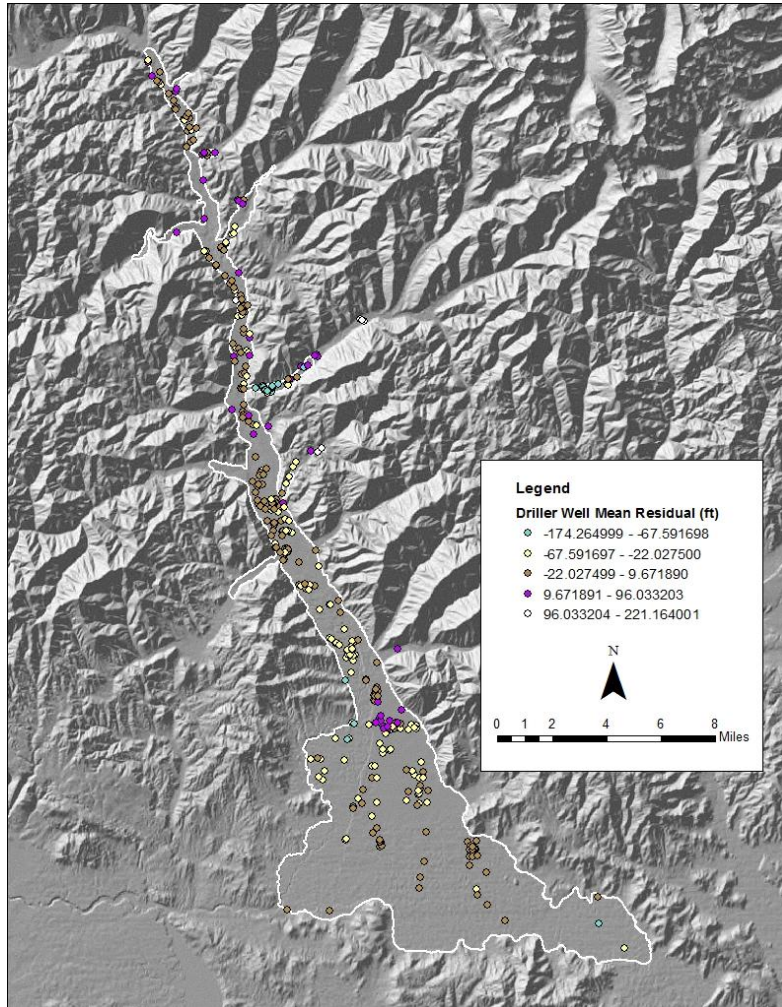 Legend
Driller Well Mean Residual (ft)
-174.264999 - -67.591698
-67.591697 - -22.027500
-22.027499 - 9.671890
9.671891 - 96.033203
96.033204 - 221.164001
N
0 2 4 6 8
Miles